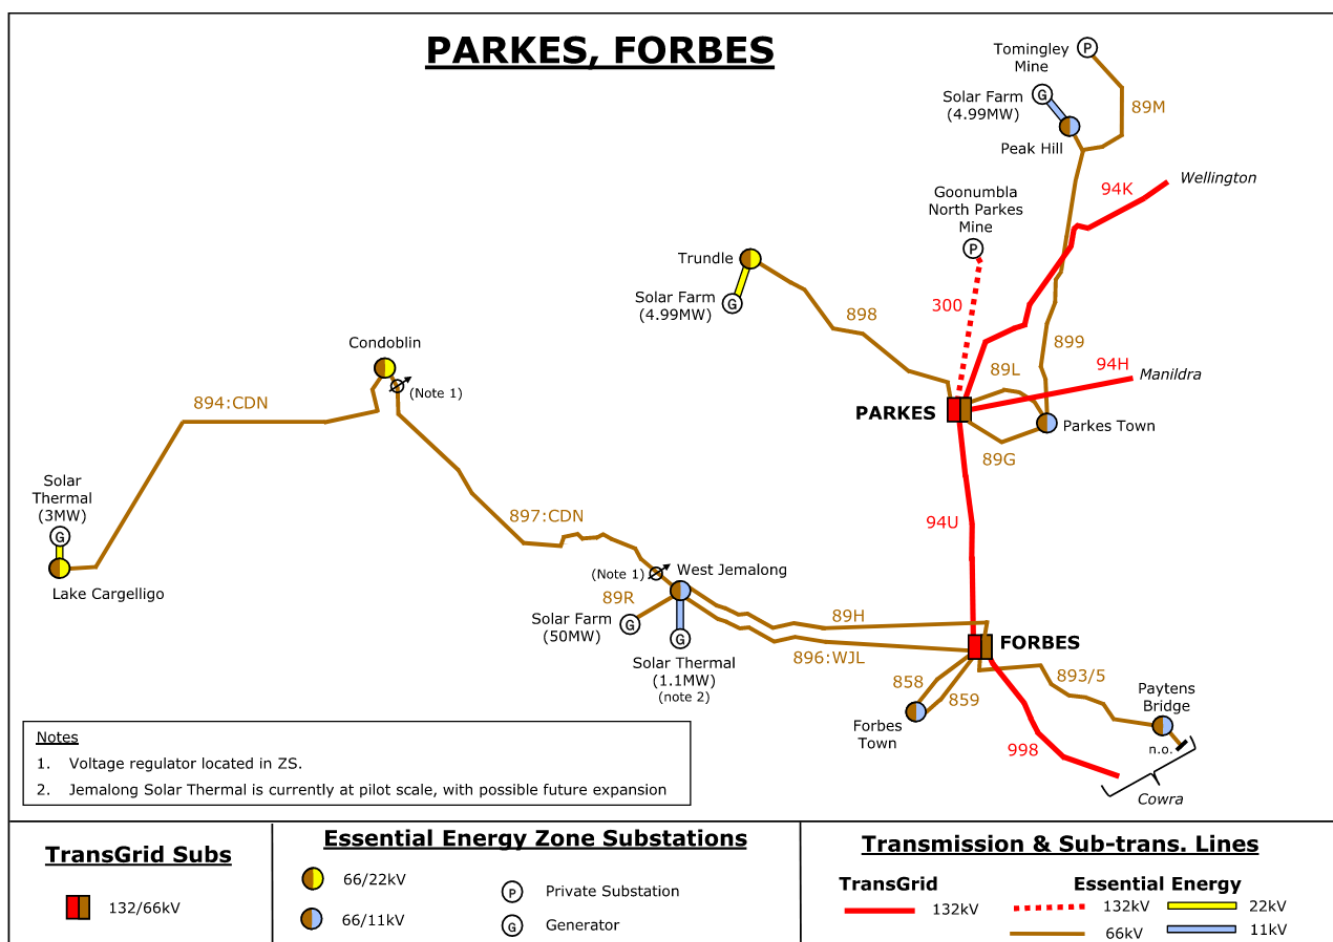 PARKES, FORBES
Tomingley
Mine
P
Solar Farm
(4.99MW)
G
89M
Peak Hill
94K
Wellington
Goonumbla
North Parkes
Mine
P
Trundle
Solar Farm
(4.99MW)
G
898
300
899
Condoblin
(Note 1)
89L
94H
Manildra
894:CDN
PARKES
Parkes Town
89G
Solar
Thermal
(3MW)
G
897:CDN
94U
Lake Cargelligo
(Note 1)
West Jemalong
89R
Solar Farm
(50MW)
G
G
Solar Thermal
(1.1MW)
(note 2)
89H
896:WJL
FORBES
858
859
893/5
Forbes
Town
Paytens
Bridge
n.o.
998
Cowra
Notes
1. Voltage regulator located in ZS.
2. Jemalong Solar Thermal is currently at pilot scale, with possible future expansion
TransGrid Subs
132/66kV
Essential Energy Zone Substations
66/22kV
66/11kV
P Private Substation
G Generator
Transmission & Sub-trans. Lines
TransGrid
132kV
Essential Energy
132kV
22kV
66kV
11kV